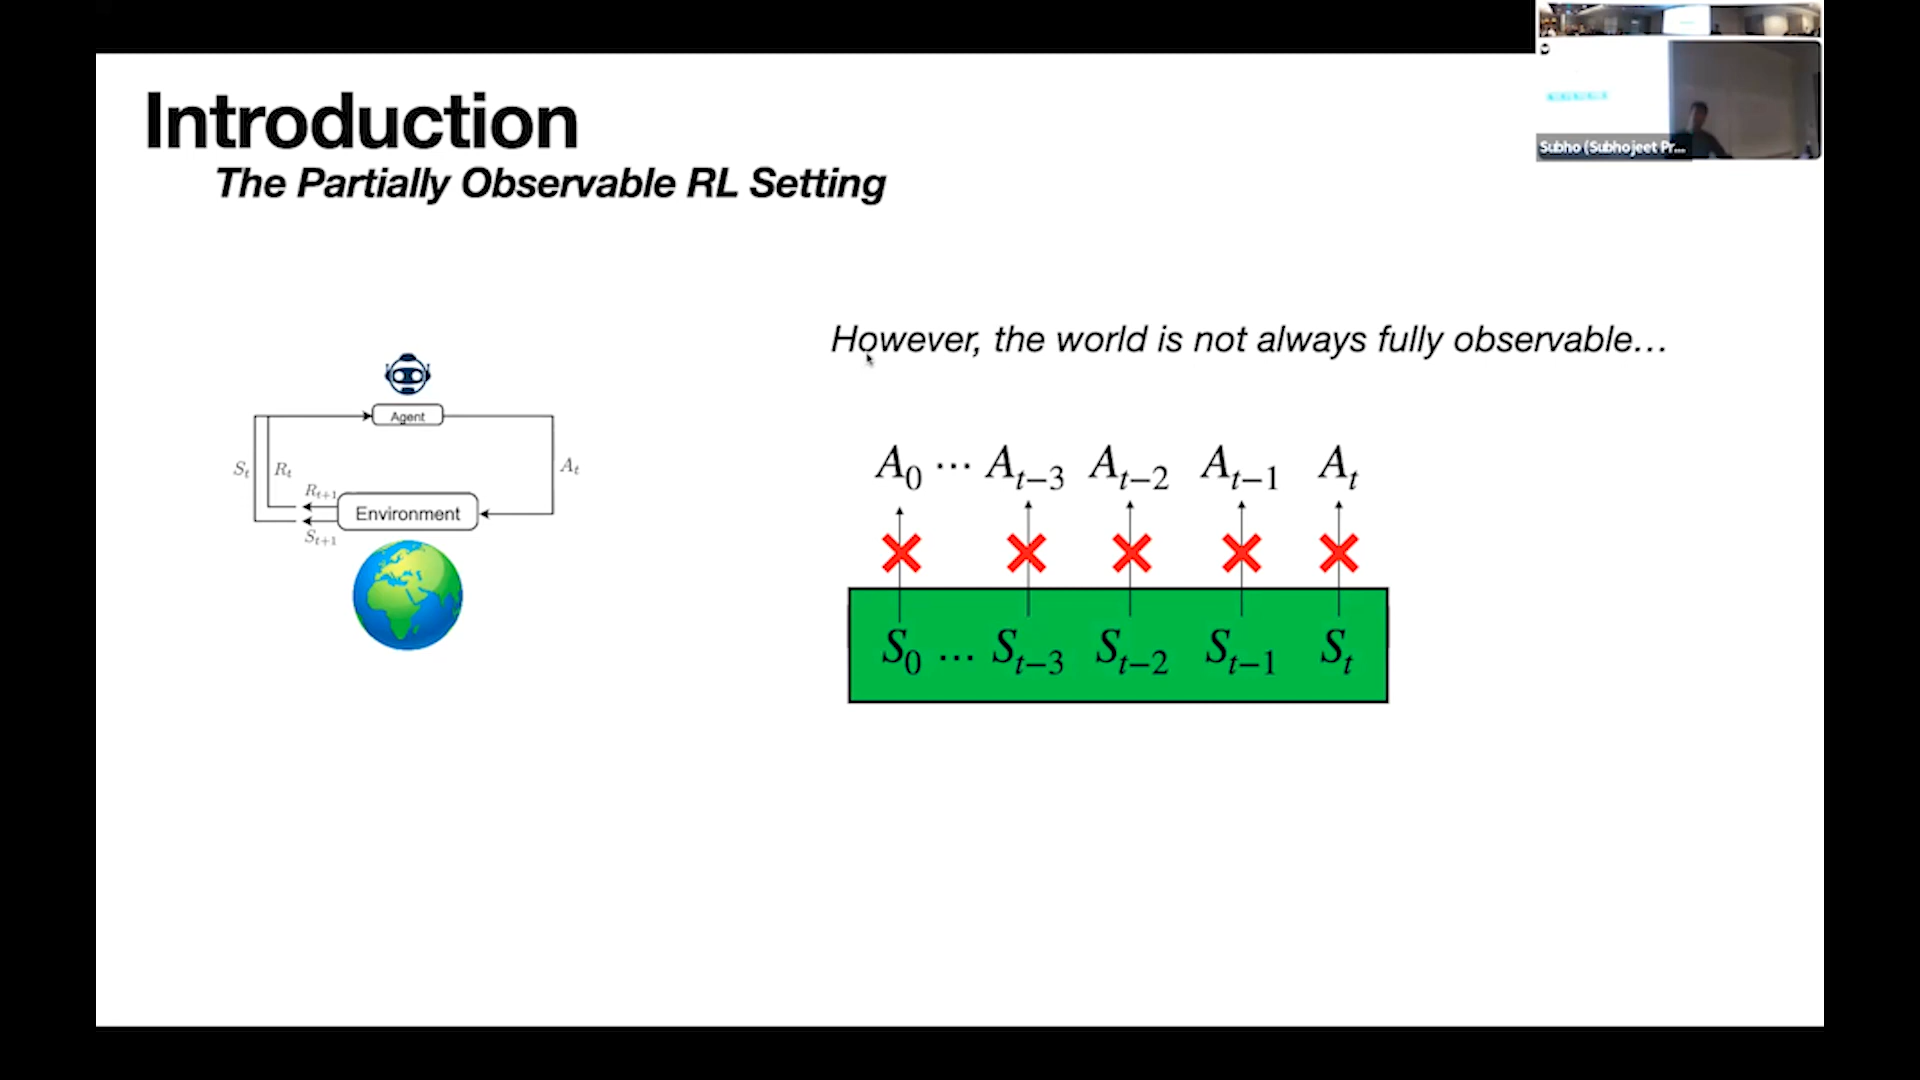 Introduction
The Partially Observable RL Setting
Subho (Subhojeet Pr...
However, the world is not always fully observable...
Agent
S_t R_t A_t
R_{t+1}
Environment
S_{t+1}
A_0 ... A_{t-3} A_{t-2} A_{t-1} A_t
S_0 ... S_{t-3} S_{t-2} S_{t-1} S_t